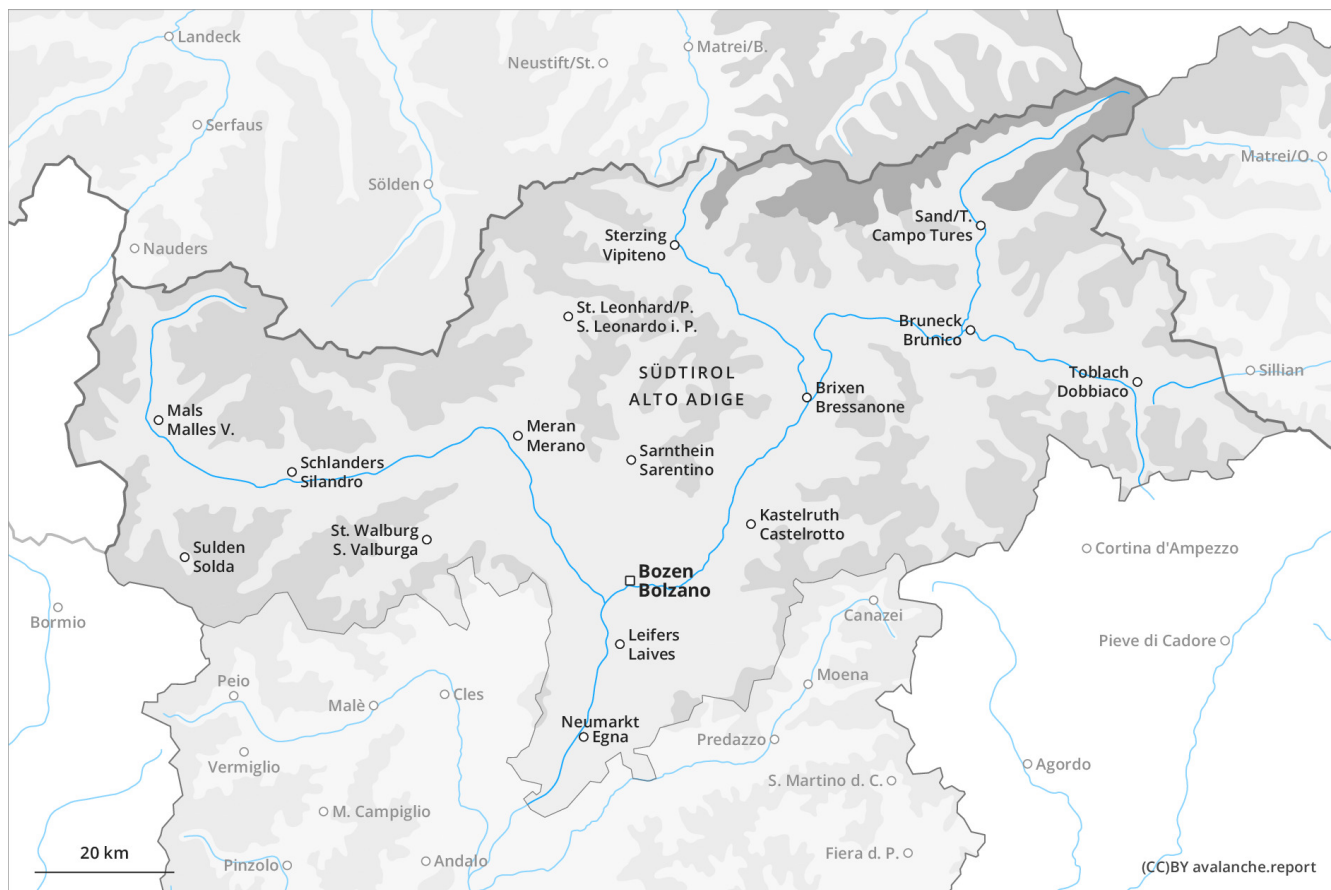 Landeck
Matrei/B.
Neustift/St.
Serfaus
Matrei/O.
Sölden
Sand/T.
Campo Tures
Nauders
Sterzing
Vipiteno
St. Leonhard/P.
S. Leonardo i. P.
Bruneck
Brunico
SÜDTIROL
ALTO ADIGE
Toblach
Dobbiaco
Sillian
Brixen
Bressanone
Mals
Malles V.
Meran
Merano
Sarnthein
Sarentino
Schlanders
Silandro
Kastelruth
Castelrotto
St. Walburg
S. Valburga
Sulden
Solda
Cortina d'Ampezzo
Bozen
Bolzano
Bormio
Canazei
Leifers
Laives
Pieve di Cadore
Peio
Moena
Malè
Cles
Neumarkt
Egna
Predazzo
Vermiglio
Agordo
S. Martino d. C.
M. Campiglio
20 km
Pinzolo
Andalo
Fiera d. P.
(CC)BY avalanche.report